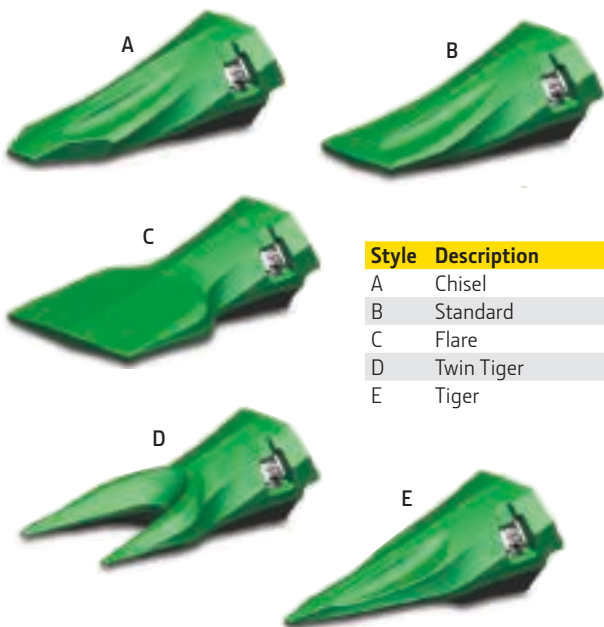 A
B
C
Style Description
A Chisel
B Standard
C Flare
D Twin Tiger
E Tiger
D
E